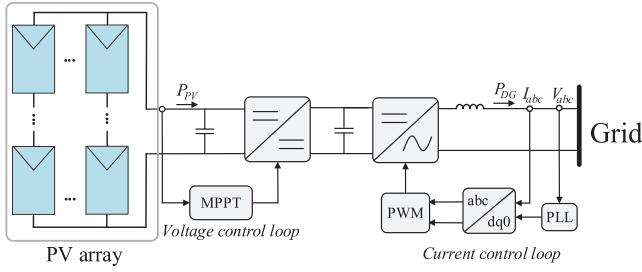 P_PV
P_DG I_abc V_abc
Grid
MPPT
PWM
abc
dq0
PLL
Voltage control loop
PV array
Current control loop